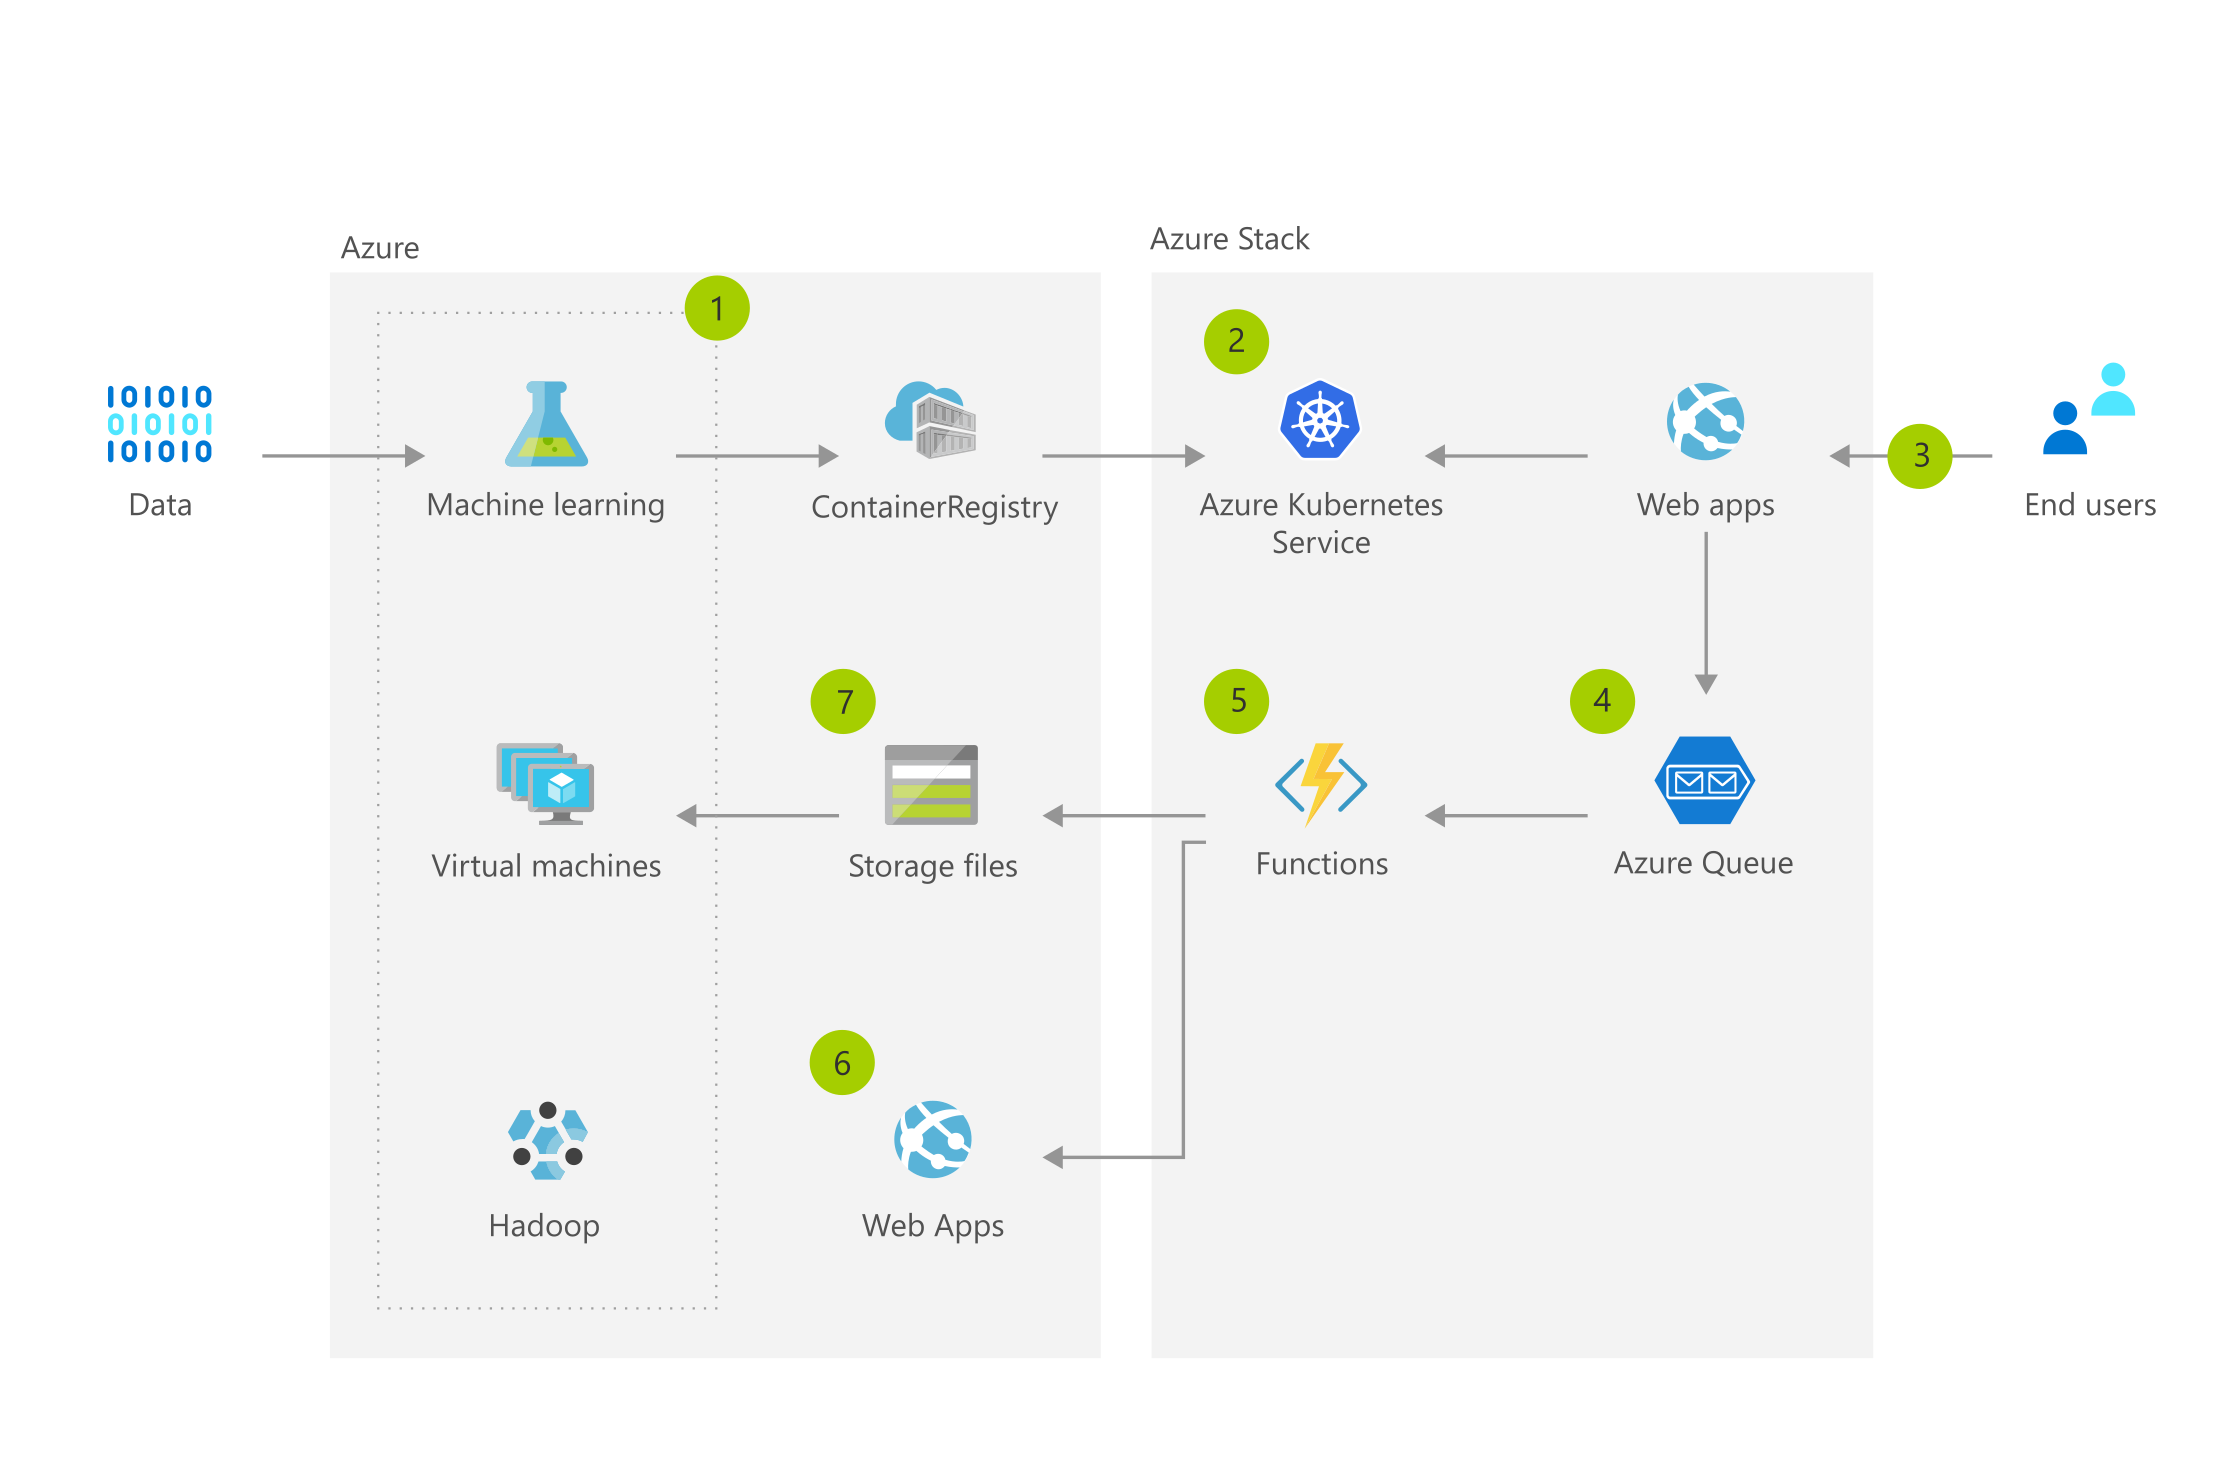 Azure
Azure Stack
1
2
101010
010101
101010
3
Data
Machine learning
ContainerRegistry
Azure Kubernetes
Service
Web apps
End users
7
5
4
Virtual machines
Storage files
Functions
Azure Queue
6
Hadoop
Web Apps